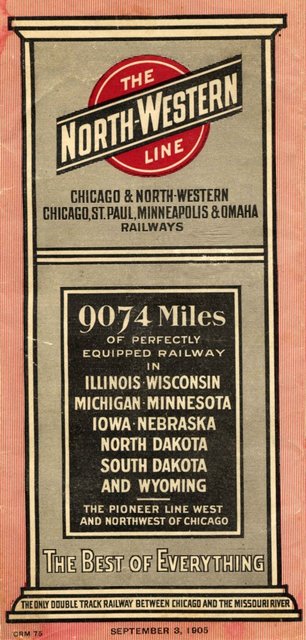 THE
NORTH-WESTERN
LINE
CHICAGO & NORTH-WESTERN
CHICAGO, ST. PAUL, MINNEAPOLIS & OMAHA
RAILWAYS
9074 Miles
OF PERFECTLY
EQUIPPED RAILWAY
IN
ILLINOIS·WISCONSIN
MICHIGAN·MINNESOTA
IOWA·NEBRASKA
NORTH DAKOTA
SOUTH DAKOTA
AND WYOMING
THE PIONEER LINE WEST
AND NORTHWEST OF CHICAGO
THE BEST OF EVERYTHING
THE ONLY DOUBLE TRACK RAILWAY BETWEEN CHICAGO AND THE MISSOURI RIVER
CRM 75
SEPTEMBER 3, 1905